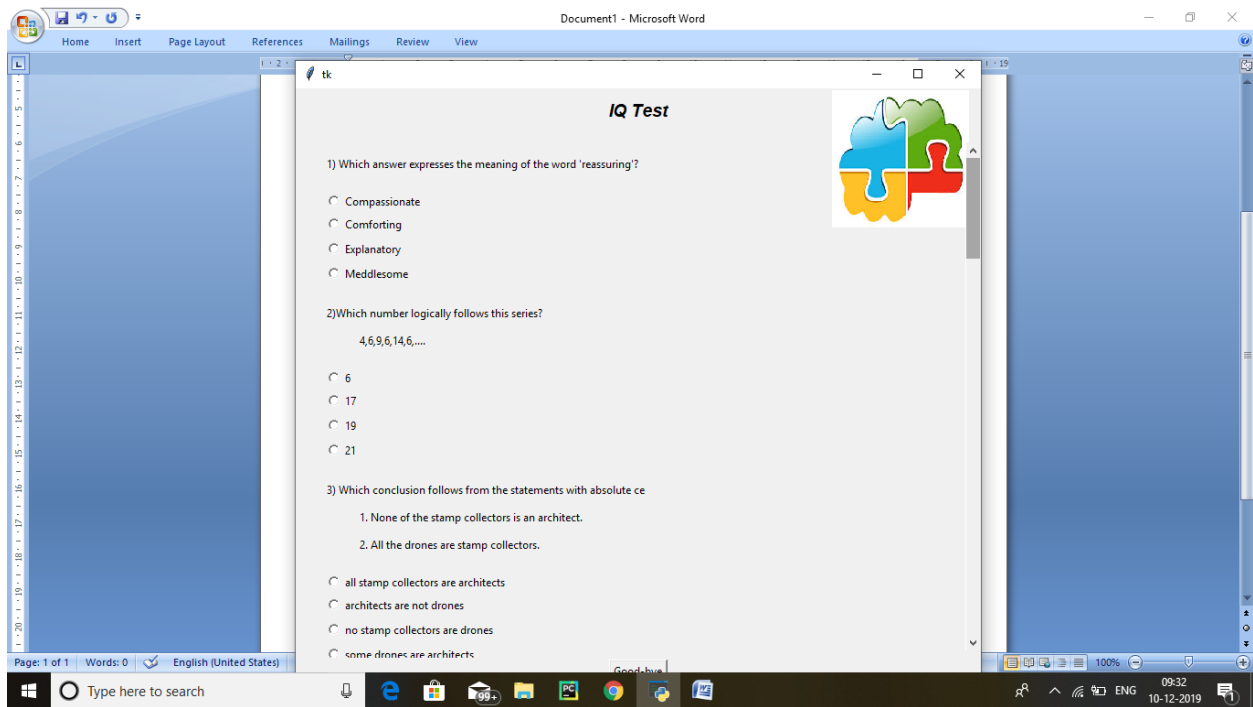 Document1 - Microsoft Word
Home Insert Page Layout References Mailings Review View
tk
IQ Test
1) Which answer expresses the meaning of the word 'reassuring'?
Compassionate
Comforting
Explanatory
Meddlesome
2)Which number logically follows this series?
4,6,9,6,14,6,....
6
17
19
21
3) Which conclusion follows from the statements with absolute ce
1. None of the stamp collectors is an architect.
2. All the drones are stamp collectors.
all stamp collectors are architects
architects are not drones
no stamp collectors are drones
some drones are architects
Good-bye
Page: 1 of 1 Words: 0 English (United States) 100%
Type here to search 99+ PC ENG 09:32
10-12-2019